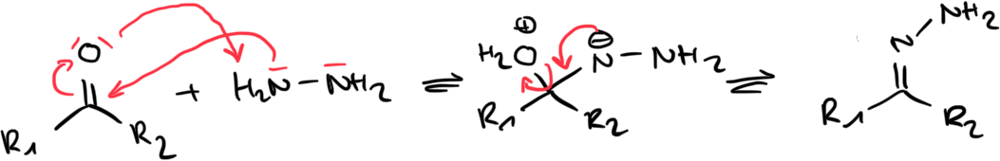 O
R1
R2
+
H2N-NH2
⊕
H2O
⊖
N-NH2
R1
R2
NH2
N
R1
R2